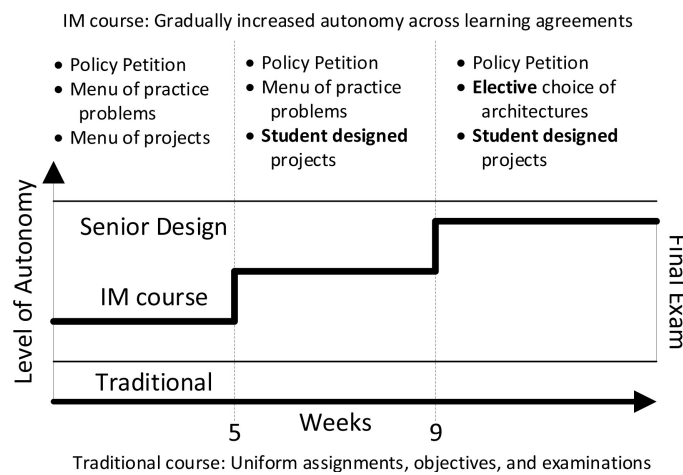 IM course: Gradually increased autonomy across learning agreements
• Policy Petition
• Menu of practice
problems
• Menu of projects
• Policy Petition
• Menu of practice
problems
• Student designed
projects
• Policy Petition
• Elective choice of
architectures
• Student designed
projects
Level of Autonomy
Senior Design
IM course
Traditional
Final Exam
Weeks
5
9
Traditional course: Uniform assignments, objectives, and examinations